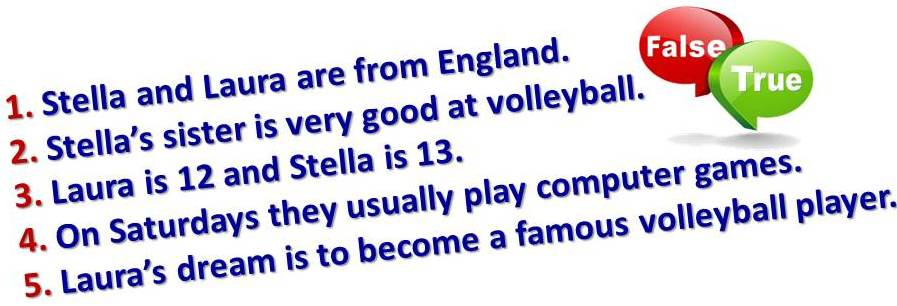 False
True
1. Stella and Laura are from England.
2. Stella’s sister is very good at volleyball.
3. Laura is 12 and Stella is 13.
4. On Saturdays they usually play computer games.
5. Laura’s dream is to become a famous volleyball player.